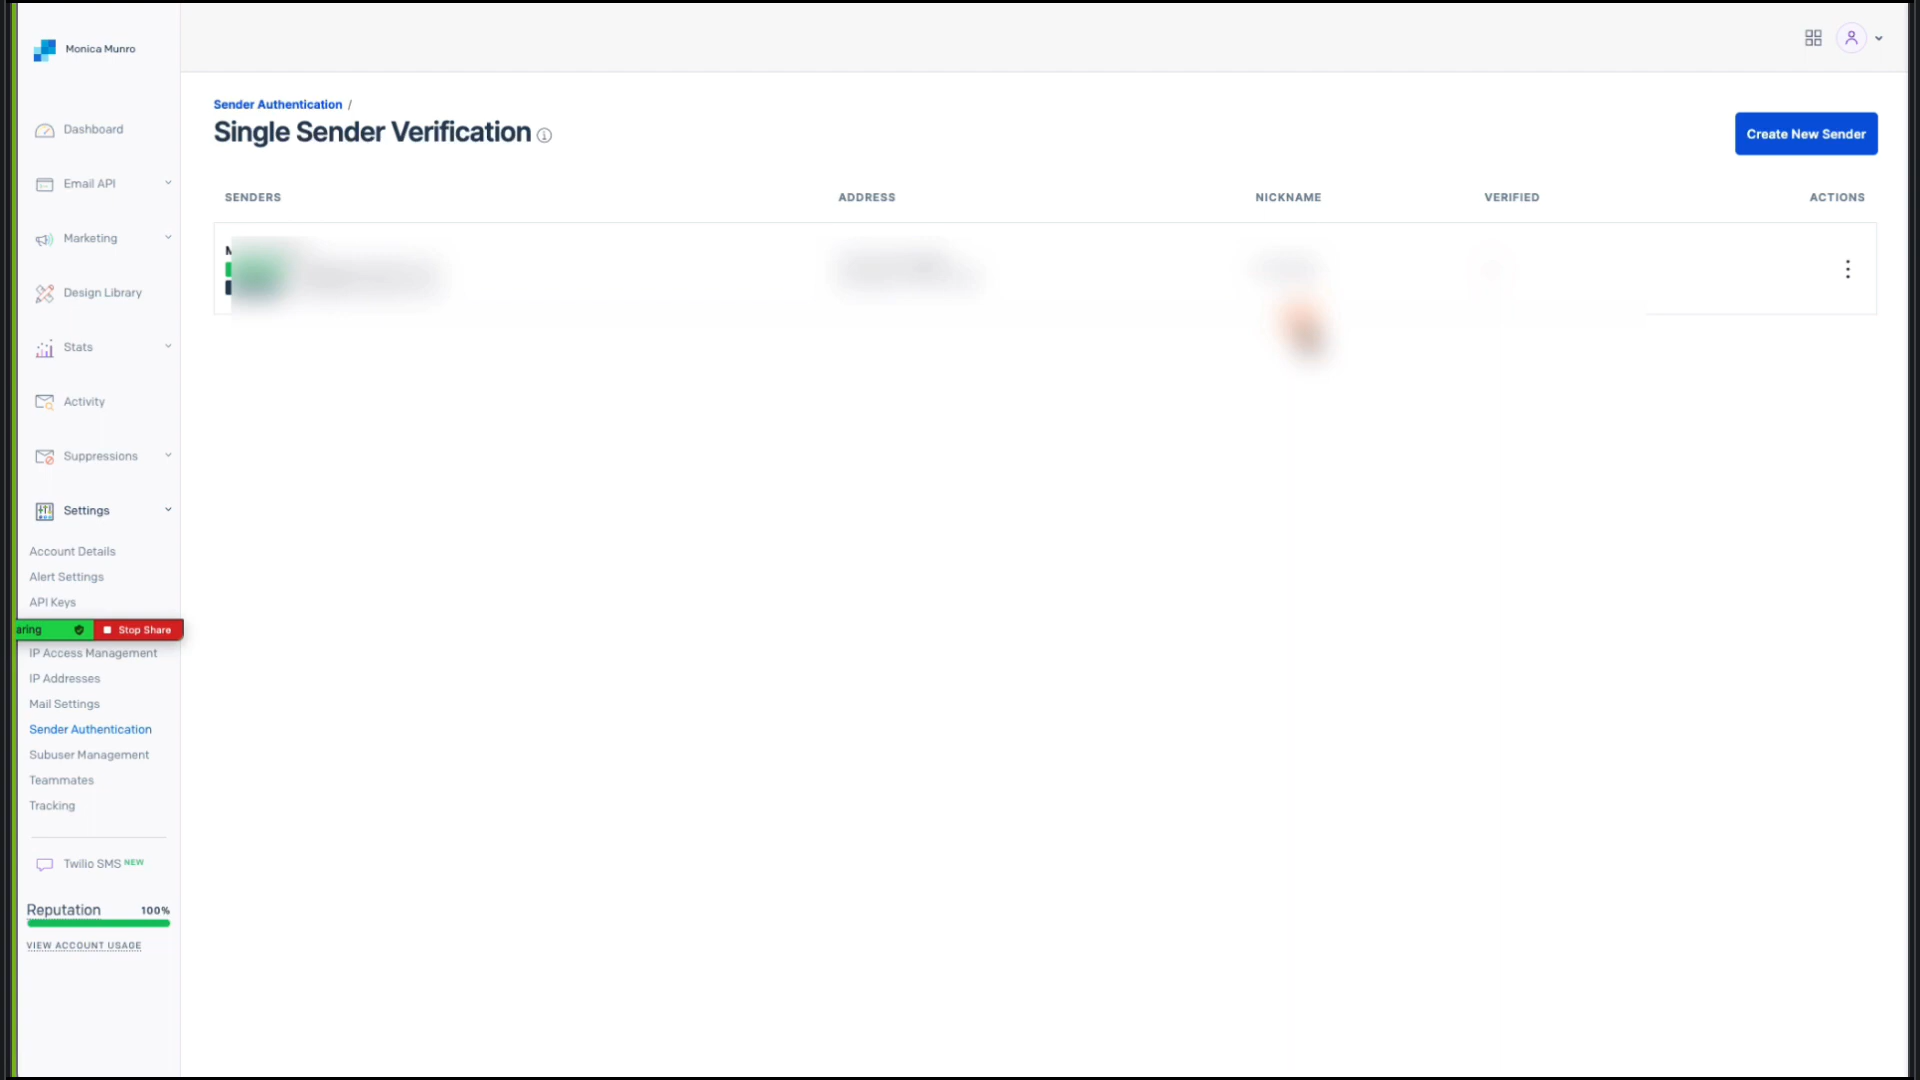 Monica Munro
Dashboard
Email API
Marketing
Design Library
Stats
Activity
Suppressions
Settings
Account Details
Alert Settings
API Keys
aring
Stop Share
IP Access Management
IP Addresses
Mail Settings
Sender Authentication
Subuser Management
Teammates
Tracking
Twilio SMS NEW
Reputation 100%
VIEW ACCOUNT USAGE
Sender Authentication /
Single Sender Verification
Create New Sender
SENDERS ADDRESS NICKNAME VERIFIED ACTIONS